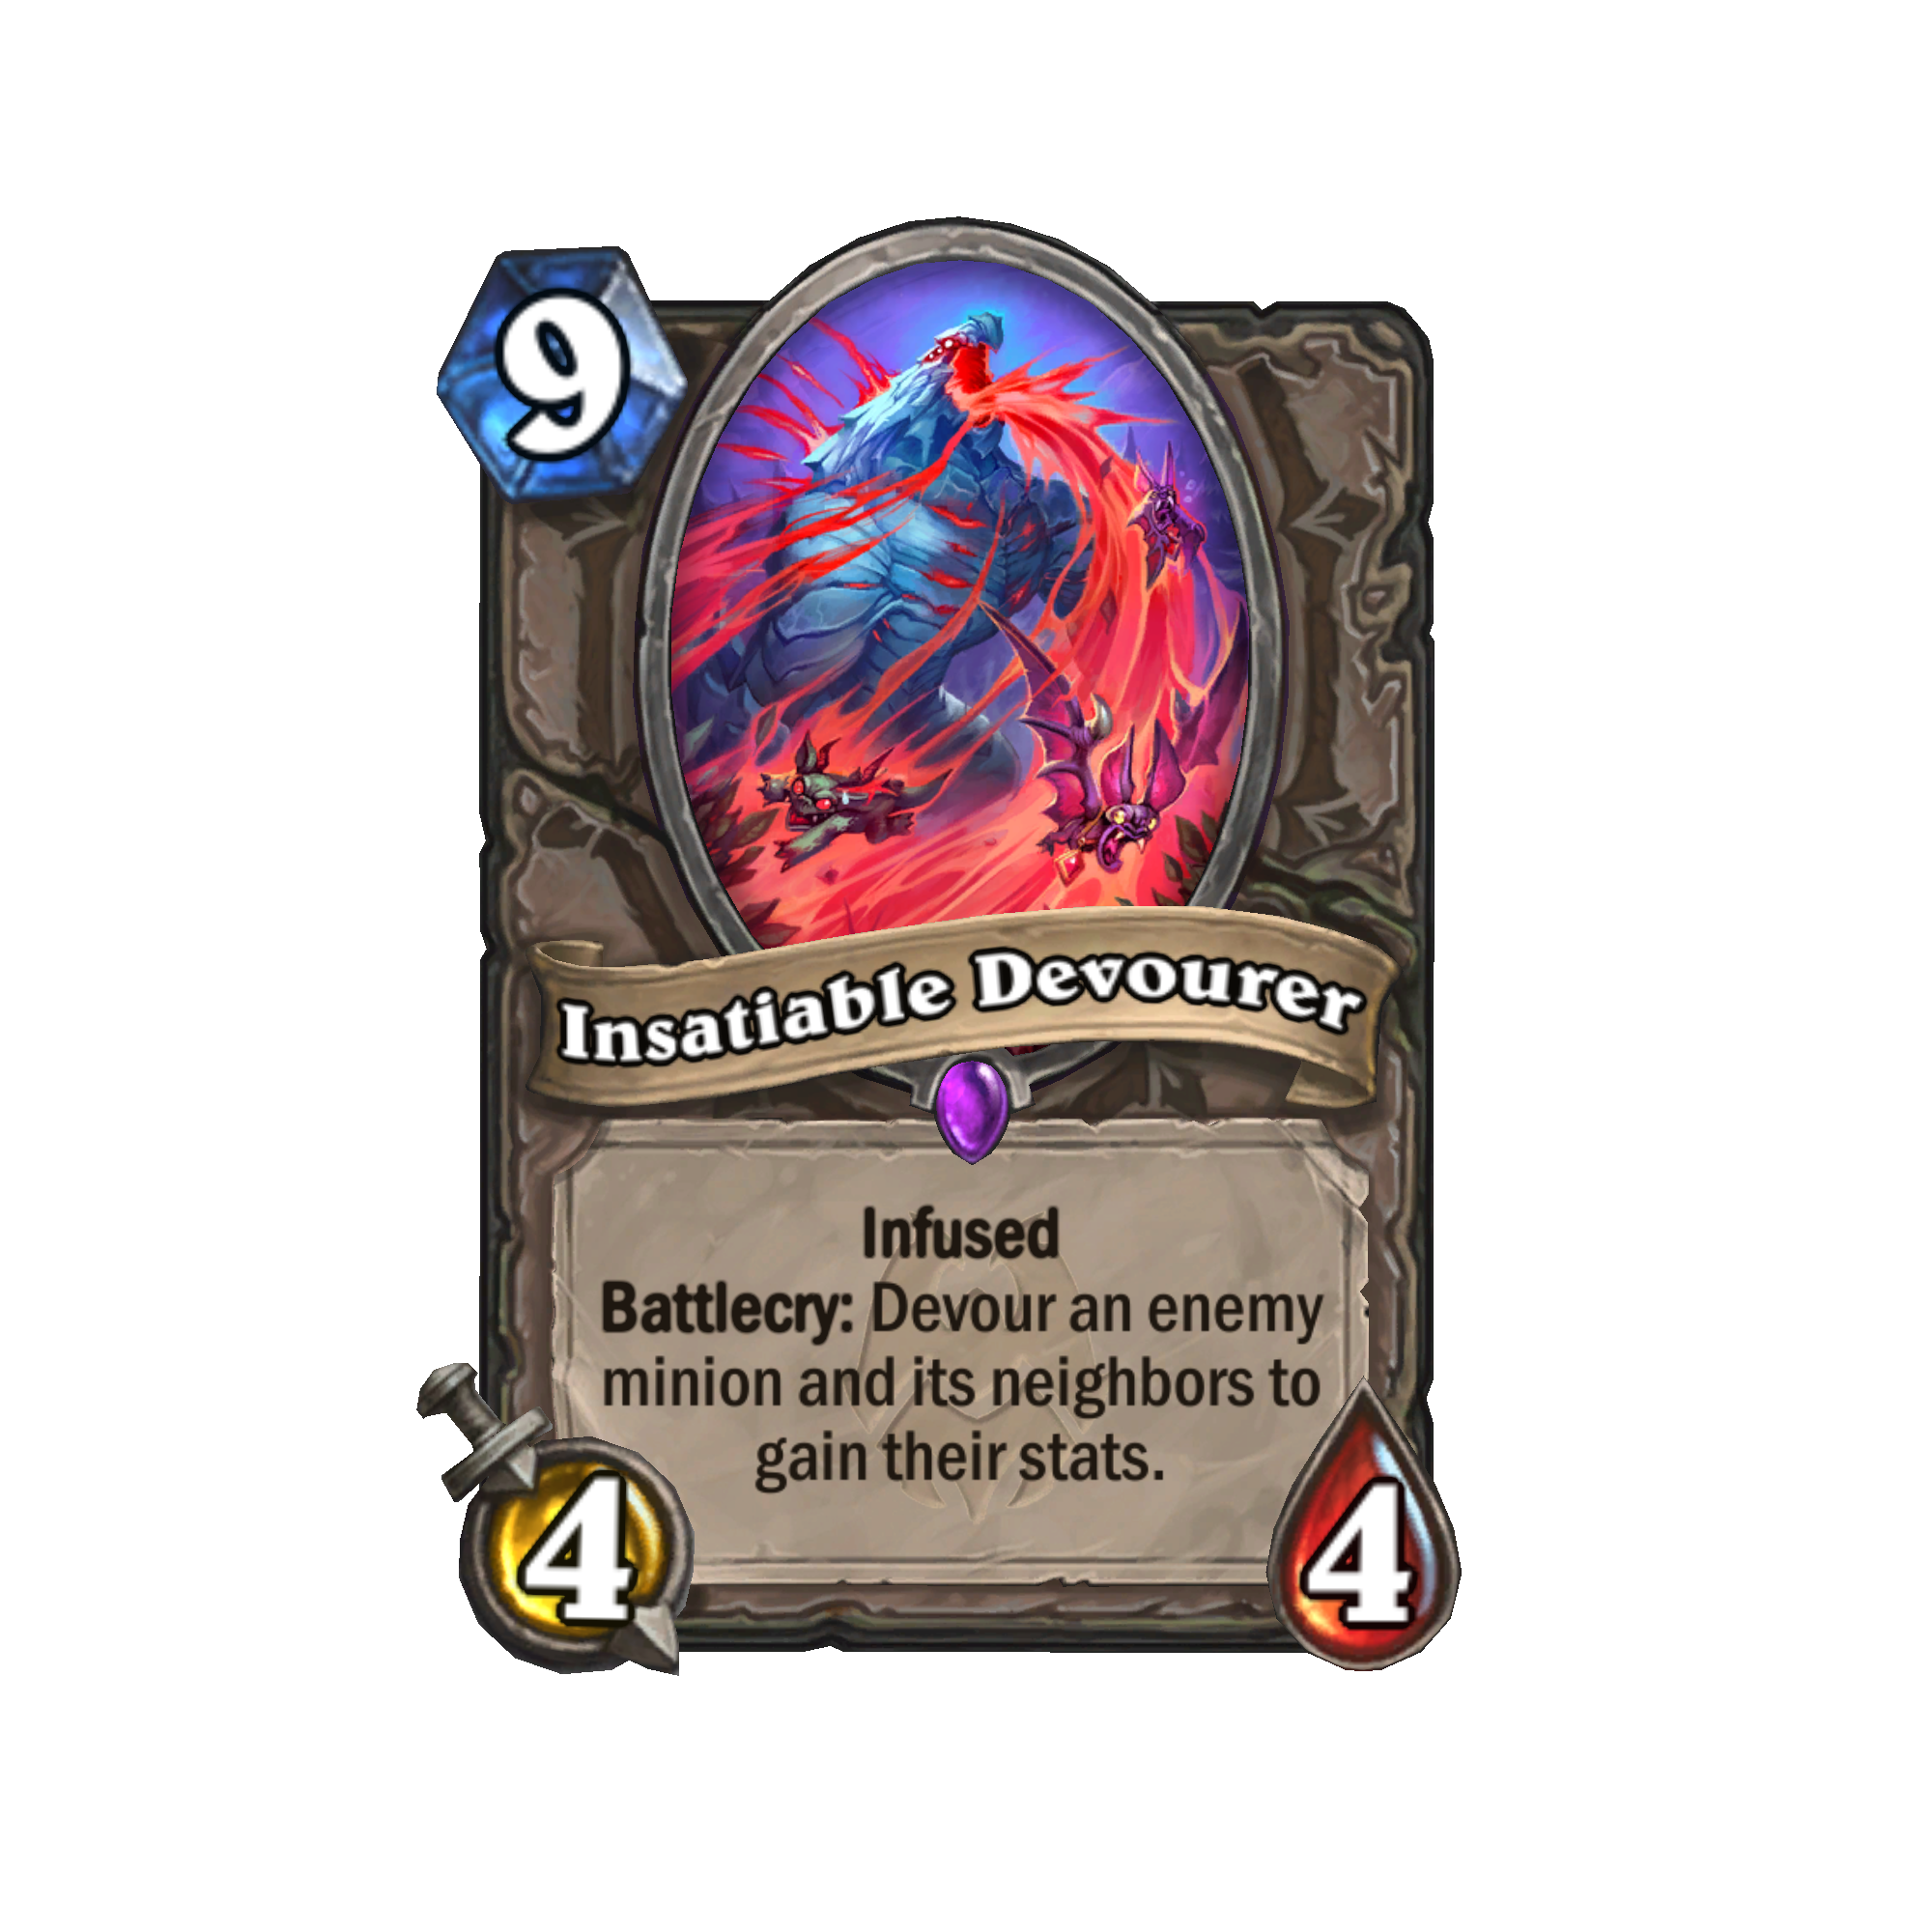 9
Insatiable Devourer
Infused
Battlecry: Devour an enemy
minion and its neighbors to
gain their stats.
4
4